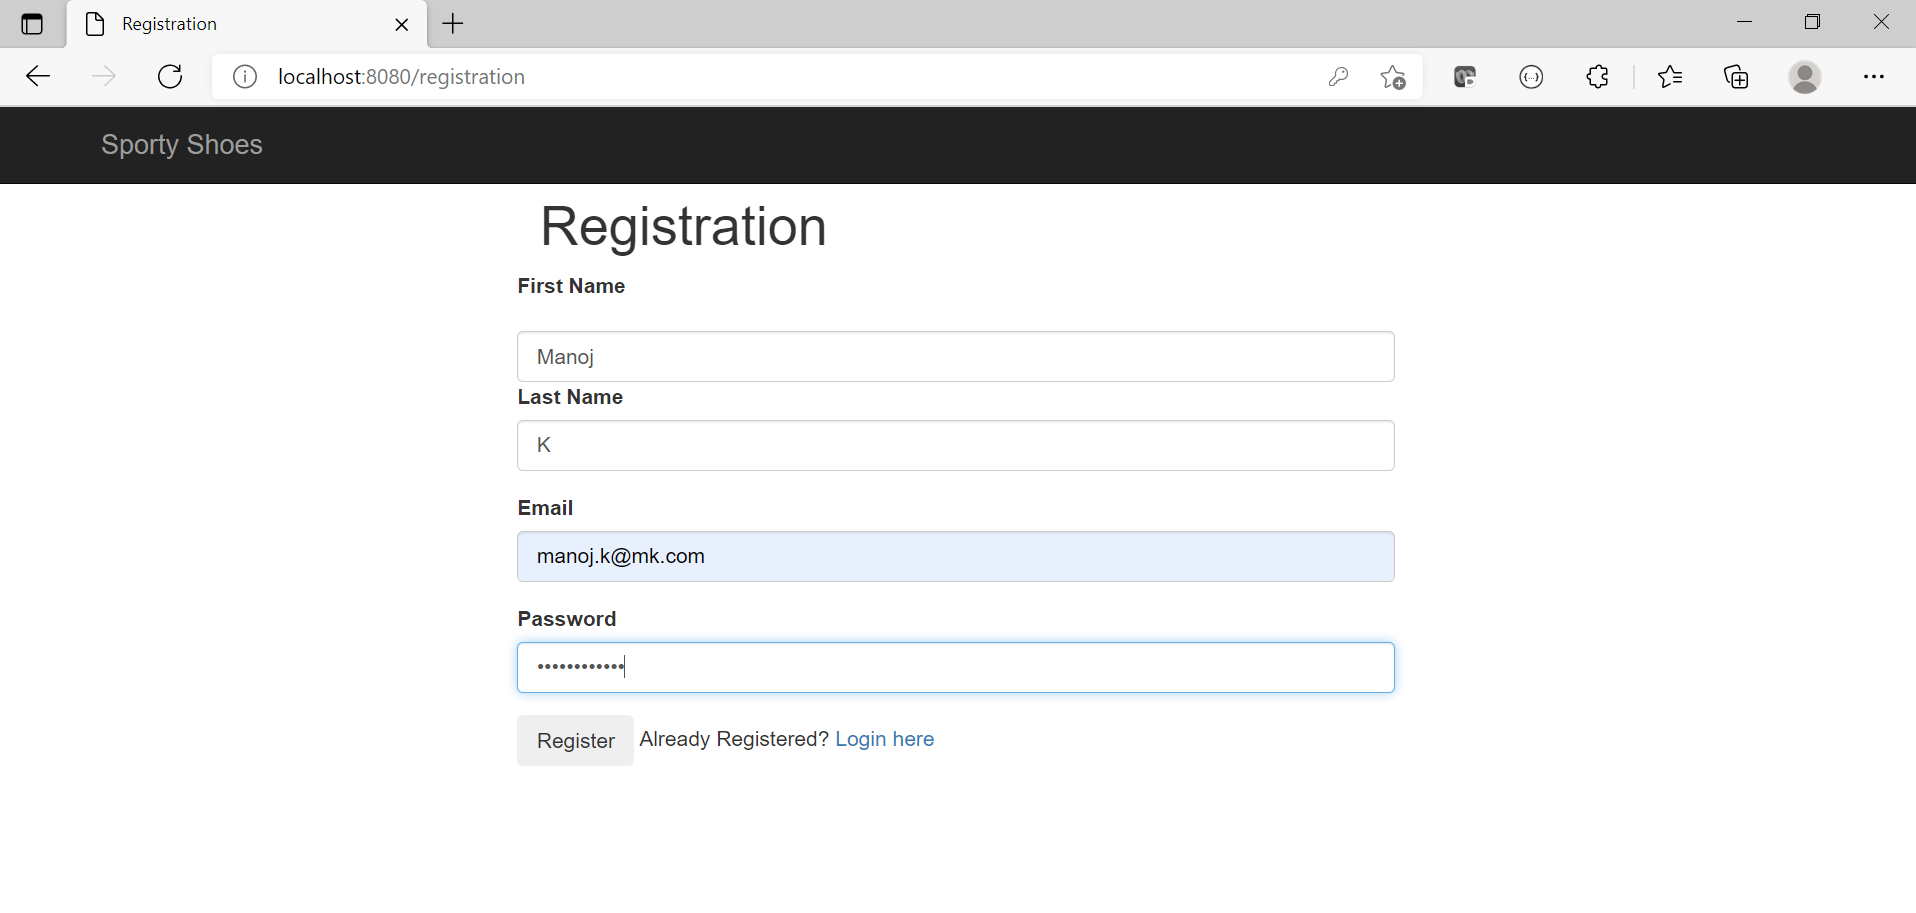 Registration
localhost:8080/registration
Sporty Shoes
Registration
First Name
Manoj
Last Name
K
Email
manoj.k@mk.com
Password
••••••••••••
Register Already Registered? Login here